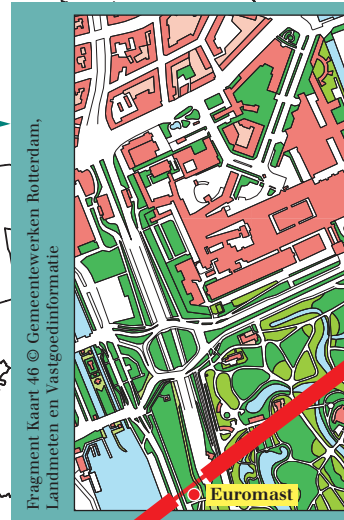 Fragment Kaart 46 © Gemeentewerken Rotterdam,
Landmeten en Vastgoedinformatie
Euromast